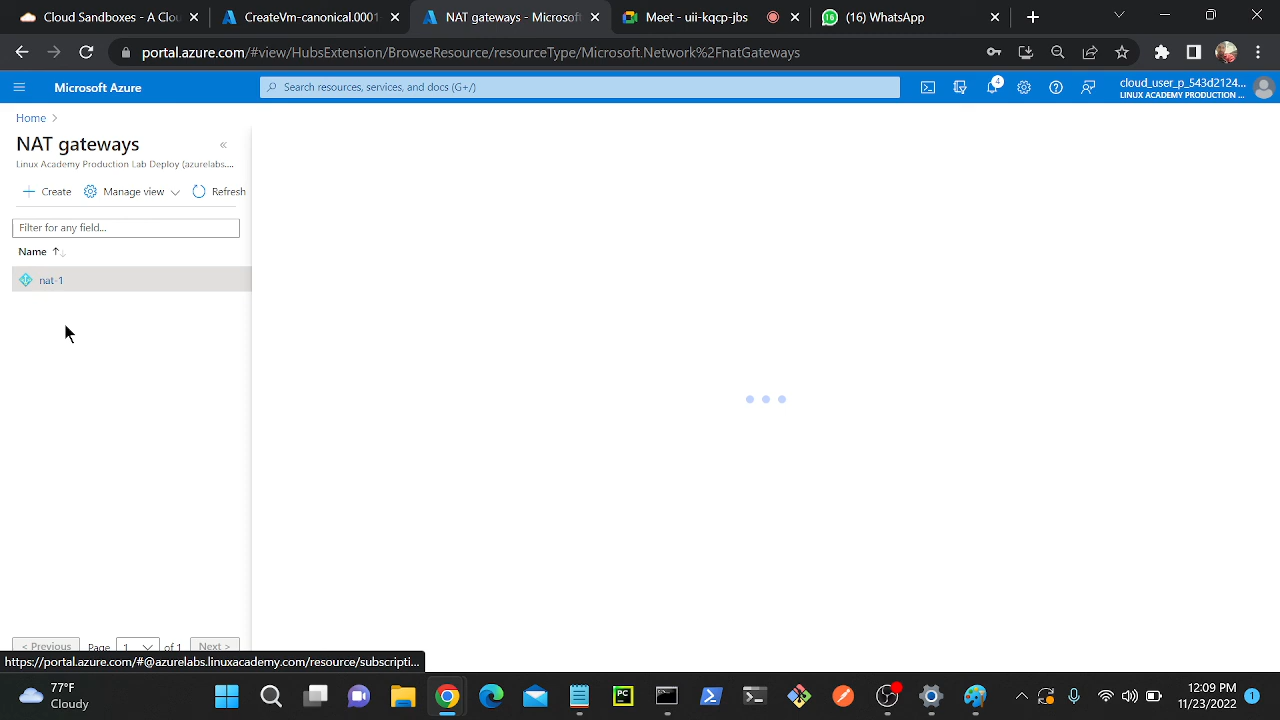 Cloud Sandboxes - A Clou
CreateVm-canonical.0001
NAT gateways - Microsoft
Meet - uii-kqcp-jbs
(16) WhatsApp
portal.azure.com/#view/HubsExtension/BrowseResource/resourceType/Microsoft.Network%2FnatGateways
Microsoft Azure
Search resources, services, and docs (G+/)
4
cloud_user_p_543d2124...
LINUX ACADEMY PRODUCTION ...
Home >
NAT gateways
«
Linux Academy Production Lab Deploy (azurelabs....
Create
Manage view
Refresh
Filter for any field...
Name ↑↓
nat-1
< Previous
Page
1
of 1
Next >
https://portal.azure.com/#@azurelabs.linuxacademy.com/resource/subscripti...
77°F
Cloudy
PC
12:09 PM
11/23/2022
1